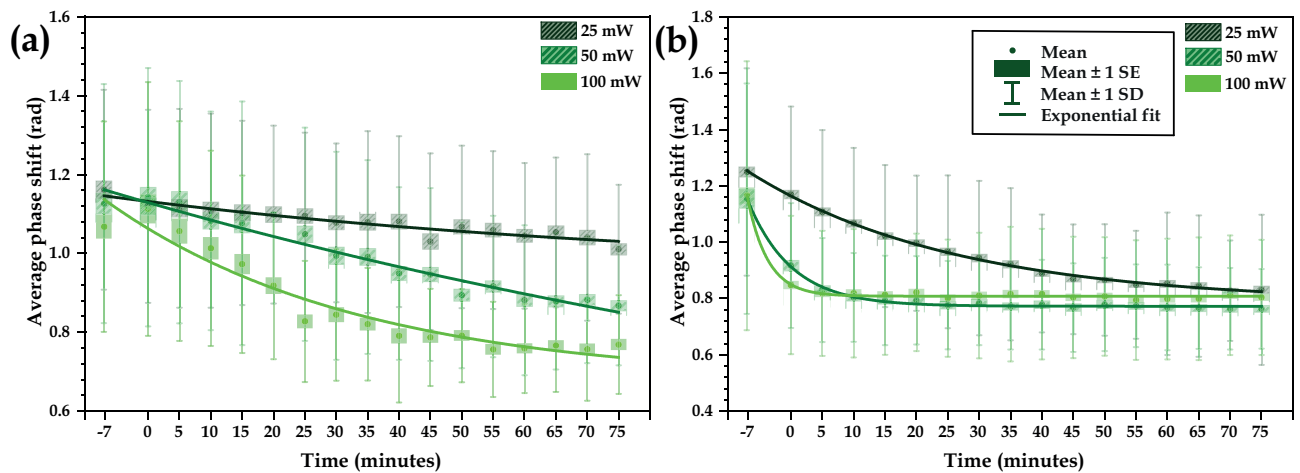 (a)
25 mW
50 mW
100 mW
Average phase shift (rad)
1.6
1.4
1.2
1.0
0.8
0.6
-7 0 5 10 15 20 25 30 35 40 45 50 55 60 65 70 75
Time (minutes)
(b)
Mean
Mean ± 1 SE
Mean ± 1 SD
Exponential fit
25 mW
50 mW
100 mW
Average phase shift (rad)
1.8
1.6
1.4
1.2
1.0
0.8
0.6
0.4
-7 0 5 10 15 20 25 30 35 40 45 50 55 60 65 70 75
Time (minutes)